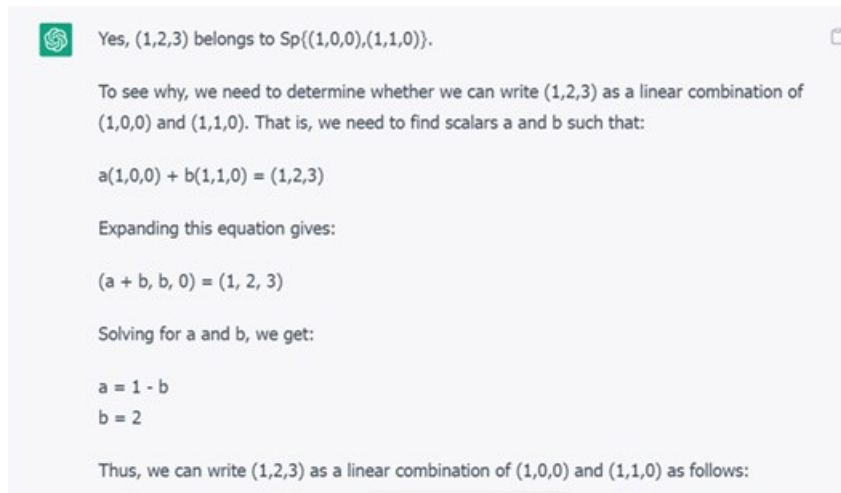 Yes, (1,2,3) belongs to Sp{(1,0,0),(1,1,0)}.
To see why, we need to determine whether we can write (1,2,3) as a linear combination of
(1,0,0) and (1,1,0). That is, we need to find scalars a and b such that:
a(1,0,0) + b(1,1,0) = (1,2,3)
Expanding this equation gives:
(a + b, b, 0) = (1, 2, 3)
Solving for a and b, we get:
a = 1 - b
b = 2
Thus, we can write (1,2,3) as a linear combination of (1,0,0) and (1,1,0) as follows: